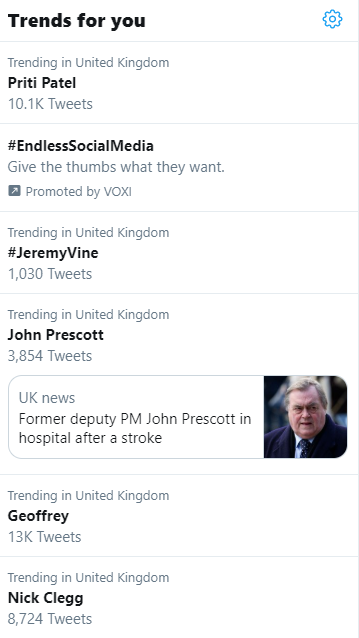 Trends for you
Trending in United Kingdom
Priti Patel
10.1K Tweets
#EndlessSocialMedia
Give the thumbs what they want.
Promoted by VOXI
Trending in United Kingdom
#JeremyVine
1,030 Tweets
Trending in United Kingdom
John Prescott
3,854 Tweets
UK news
Former deputy PM John Prescott in
hospital after a stroke
Trending in United Kingdom
Geoffrey
13K Tweets
Trending in United Kingdom
Nick Clegg
8,724 Tweets